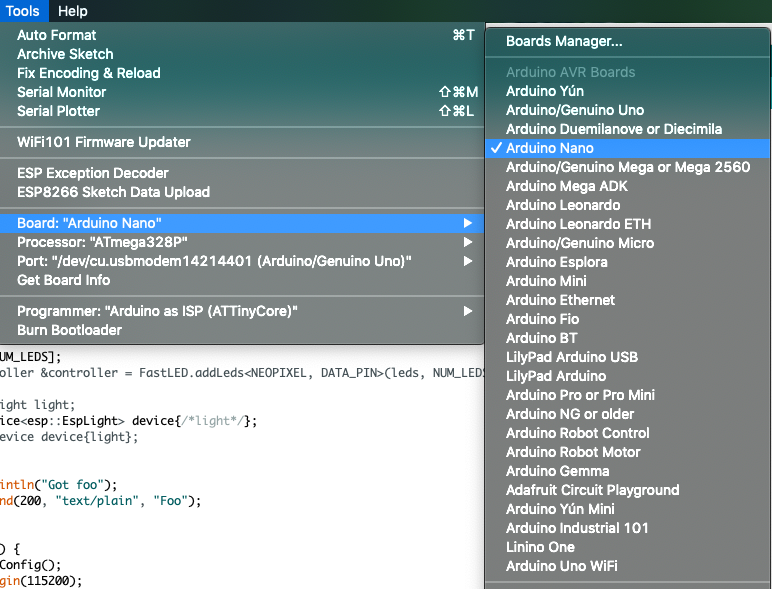 Tools Help
Auto Format ⌘T
Archive Sketch
Fix Encoding & Reload
Serial Monitor ⇧⌘M
Serial Plotter ⇧⌘L
WiFi101 Firmware Updater
ESP Exception Decoder
ESP8266 Sketch Data Upload
Board: "Arduino Nano"
Processor: "ATmega328P"
Port: "/dev/cu.usbmodem14214401 (Arduino/Genuino Uno)"
Get Board Info
Programmer: "Arduino as ISP (ATTinyCore)"
Burn Bootloader
Boards Manager...
Arduino AVR Boards
Arduino Yún
Arduino/Genuino Uno
Arduino Duemilanove or Diecimila
✓ Arduino Nano
Arduino/Genuino Mega or Mega 2560
Arduino Mega ADK
Arduino Leonardo
Arduino Leonardo ETH
Arduino/Genuino Micro
Arduino Esplora
Arduino Mini
Arduino Ethernet
Arduino Fio
Arduino BT
LilyPad Arduino USB
LilyPad Arduino
Arduino Pro or Pro Mini
Arduino NG or older
Arduino Robot Control
Arduino Robot Motor
Arduino Gemma
Adafruit Circuit Playground
Arduino Yún Mini
Arduino Industrial 101
Linino One
Arduino Uno WiFi
UM_LEDS];
oller &controller = FastLED.addLeds<NEOPIXEL, DATA_PIN>(leds, NUM_LEDS
ight light;
ice<esp::EspLight> device{/*light*/};
evice device{light};
intln("Got foo");
nd(200, "text/plain", "Foo");
) {
Config();
gin(115200);